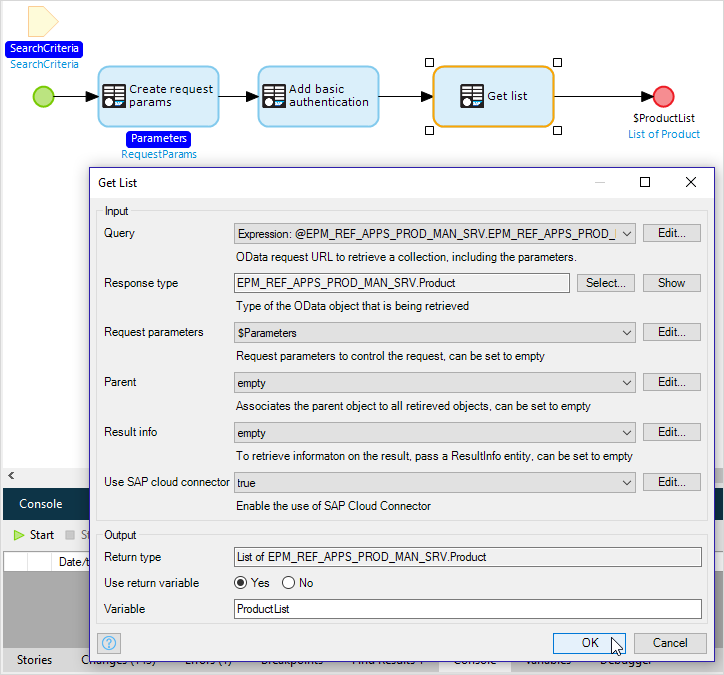 SearchCriteria
SearchCriteria
Create request
params
Parameters
RequestParams
Add basic
authentication
Get list
$ProductList
List of Product
Get List
Input
Query
Expression: @EPM_REF_APPS_PROD_MAN_SRV.EPM_REF_APPS_PROD_
Edit...
OData request URL to retrieve a collection, including the parameters.
Response type
EPM_REF_APPS_PROD_MAN_SRV.Product
Select...
Show
Type of the OData object that is being retrieved
Request parameters
$Parameters
Edit...
Request parameters to control the request, can be set to empty
Parent
empty
Edit...
Associates the parent object to all retireved objects, can be set to empty
Result info
empty
Edit...
To retrieve informaton on the result, pass a ResultInfo entity, can be set to empty
Use SAP cloud connector
true
Edit...
Enable the use of SAP Cloud Connector
Output
Return type
List of EPM_REF_APPS_PROD_MAN_SRV.Product
Use return variable
Yes
No
Variable
ProductList
OK
Cancel
Console
Start
Date/t
Stories